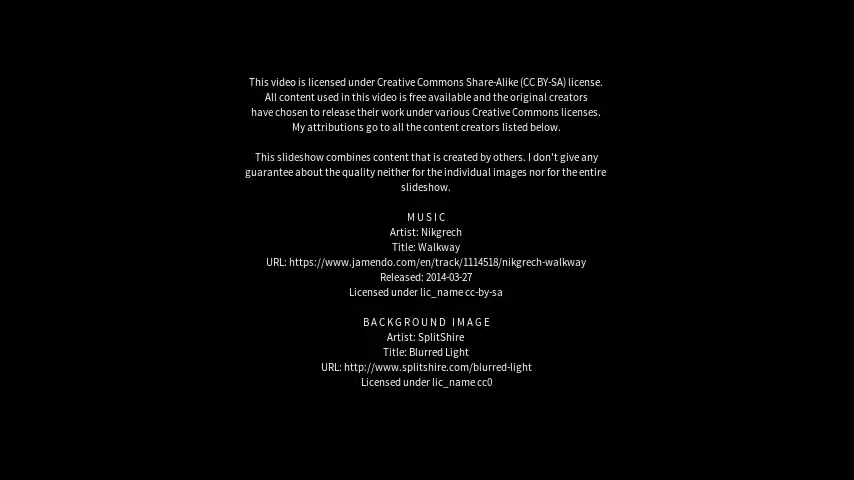 This video is licensed under Creative Commons Share-Alike (CC BY-SA) license.
All content used in this video is free available and the original creators
have chosen to release their work under various Creative Commons licenses.
My attributions go to all the content creators listed below.
This slideshow combines content that is created by others. I don't give any
guarantee about the quality neither for the individual images nor for the entire
slideshow.
MUSIC
Artist: Nikgrech
Title: Walkway
URL: https://www.jamendo.com/en/track/1114518/nikgrech-walkway
Released: 2014-03-27
Licensed under lic_name cc-by-sa
BACKGROUND IMAGE
Artist: SplitShire
Title: Blurred Light
URL: http://www.splitshire.com/blurred-light
Licensed under lic_name cc0